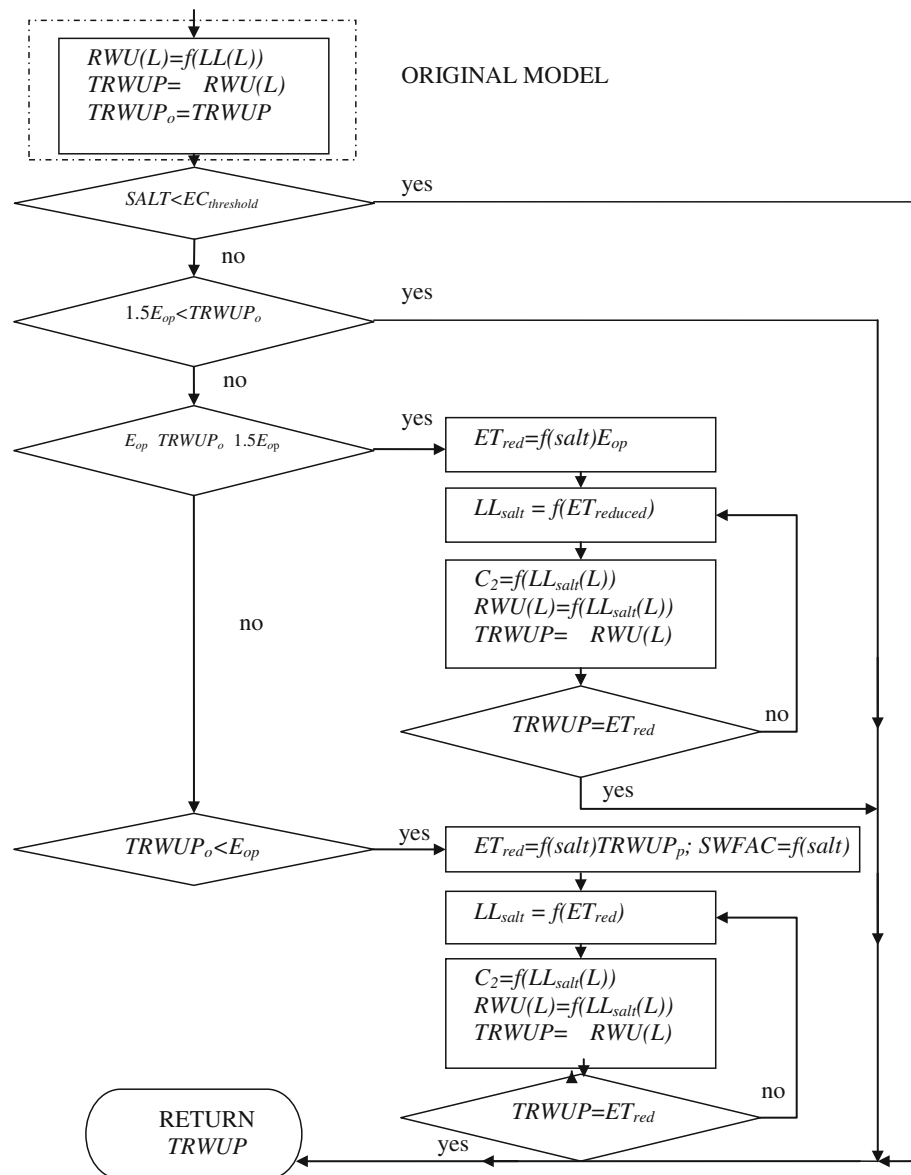 RWU(L)=f(LL(L))
TRWUP= RWU(L)
TRWUPo=TRWUP
ORIGINAL MODEL
SALT<ECthreshold
yes
no
1.5Eop<TRWUPo
yes
no
Eop TRWUPo 1.5Eop
yes
ETred=f(salt)Eop
LLsalt = f(ETreduced)
C2=f(LLsalt(L))
RWU(L)=f(LLsalt(L))
TRWUP= RWU(L)
no
TRWUP=ETred
no
yes
TRWUPo<Eop
yes
ETred=f(salt)TRWUPp; SWFAC=f(salt)
LLsalt = f(ETred)
C2=f(LLsalt(L))
RWU(L)=f(LLsalt(L))
TRWUP= RWU(L)
TRWUP=ETred
no
yes
RETURN
TRWUP